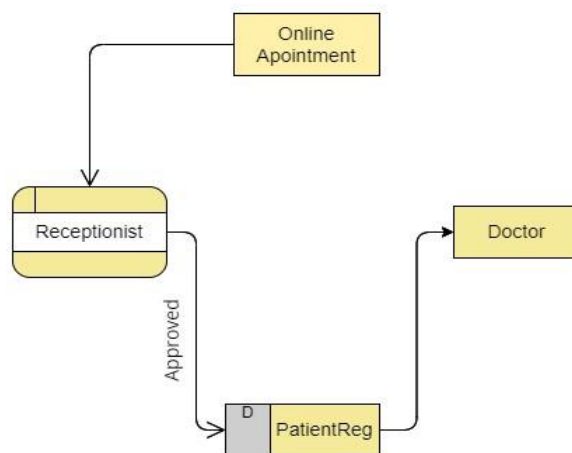 Online
Apointment
Receptionist
Doctor
Approved
D
PatientReg